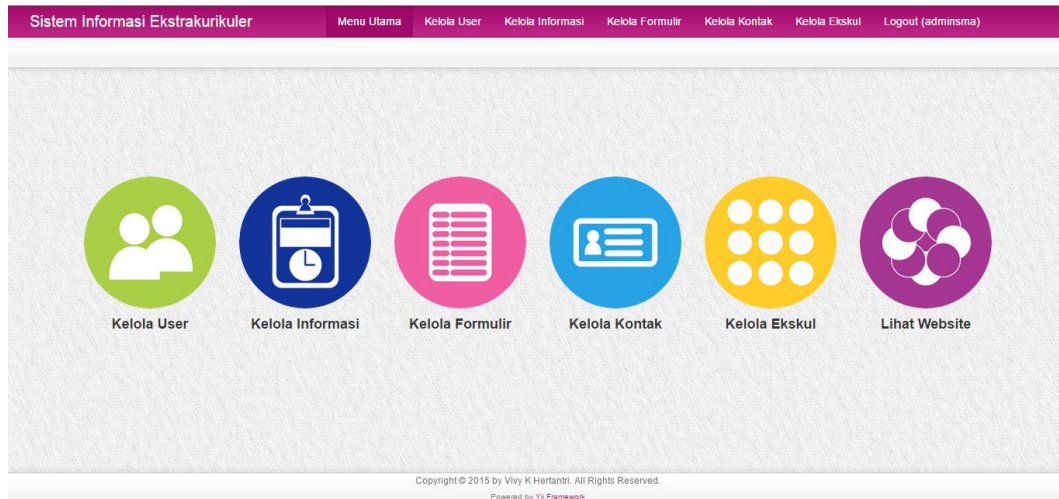 Sistem Informasi Ekstrakurikuler Menu Utama Kelola User Kelola Informasi Kelola Formulir Kelola Kontak Kelola Ekskul Logout (adminsma)
Kelola User Kelola Informasi Kelola Formulir Kelola Kontak Kelola Ekskul Lihat Website
Copyright © 2015 by Vivy K Hertantri. All Rights Reserved.
Powered by Yii Framework